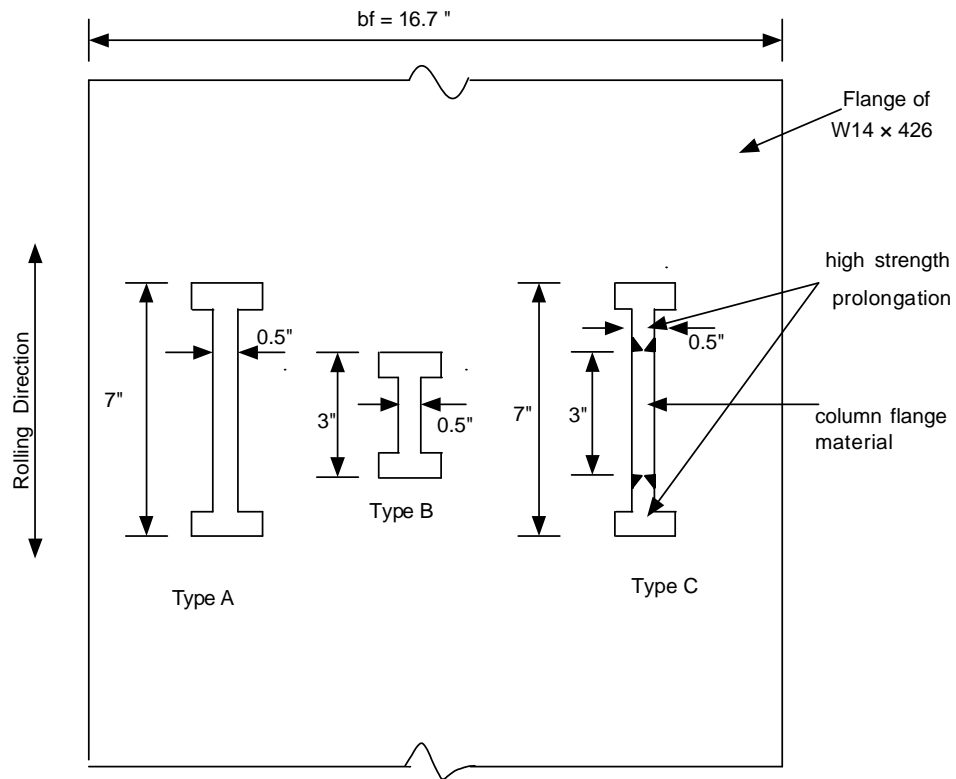 bf = 16.7 "
Flange of
W14 × 426
Rolling Direction
high strength
prolongation
0.5"
0.5"
7"
3"
0.5"
7"
3"
column flange
material
Type B
Type A
Type C